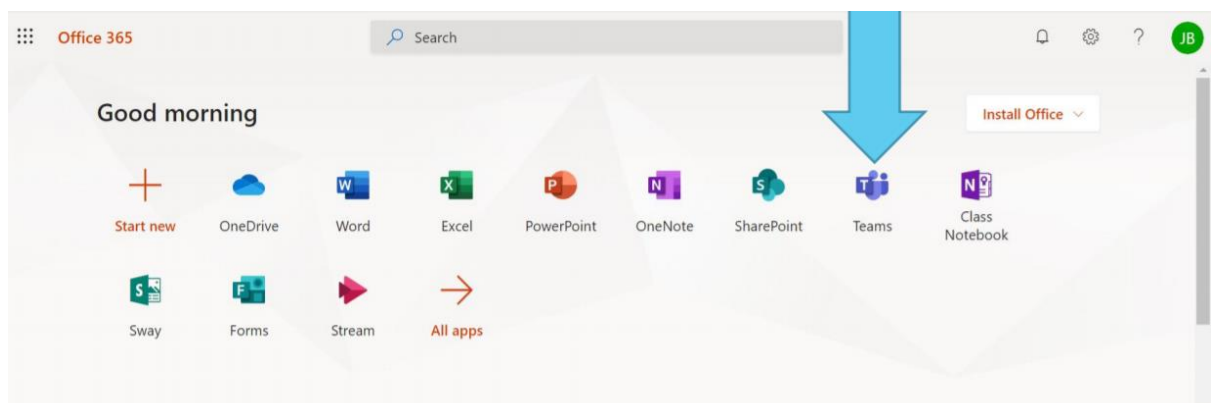 Office 365
Search
?
JB
Good morning
Install Office
Start new
OneDrive
W
Word
X
Excel
P
PowerPoint
N
OneNote
S
SharePoint
T
Teams
N
Class
Notebook
S
Sway
F
Forms
Stream
All apps